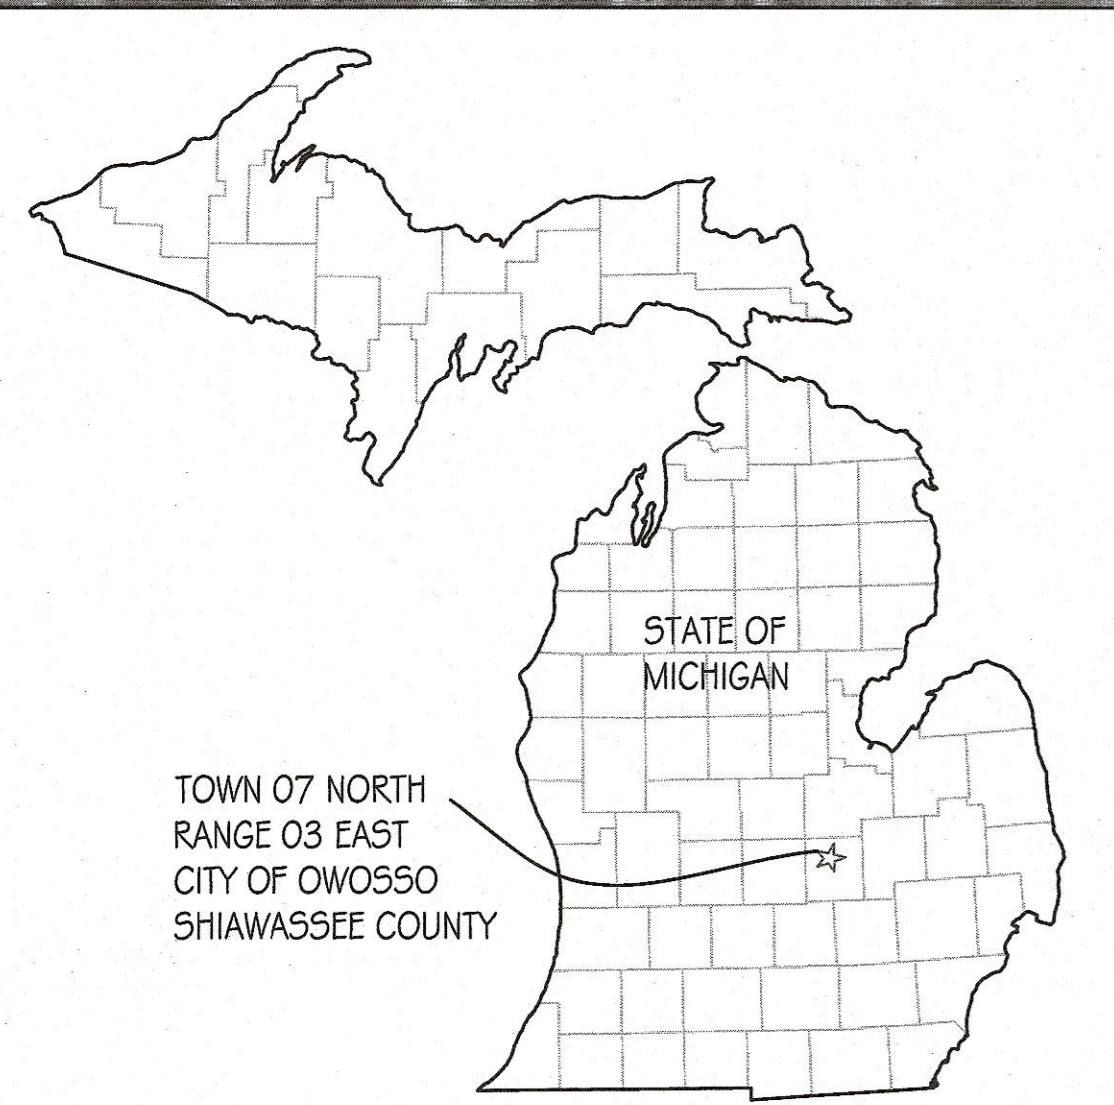 STATE OF
MICHIGAN
TOWN 07 NORTH
RANGE 03 EAST
CITY OF OWOSSO
SHIAWASSEE COUNTY